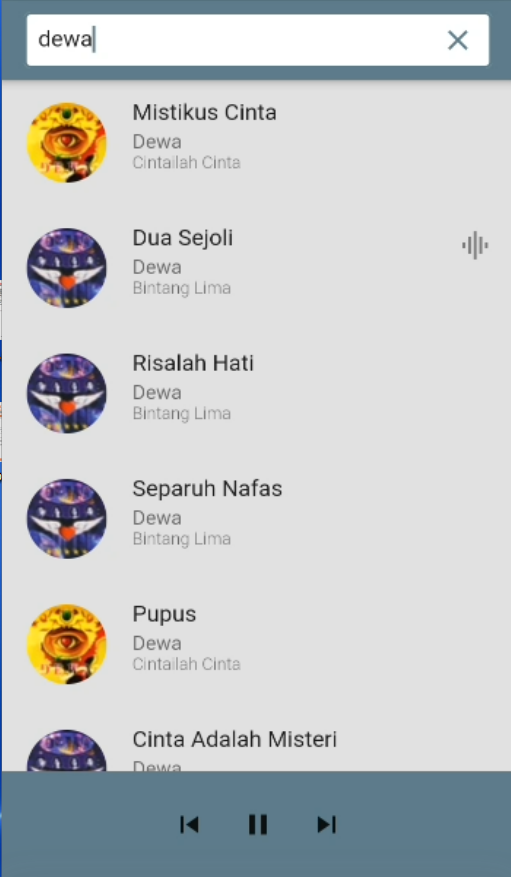 dewa
Mistikus Cinta
Dewa
Cintailah Cinta
Dua Sejoli
Dewa
Bintang Lima
Risalah Hati
Dewa
Bintang Lima
Separuh Nafas
Dewa
Bintang Lima
Pupus
Dewa
Cintailah Cinta
Cinta Adalah Misteri
Dewa